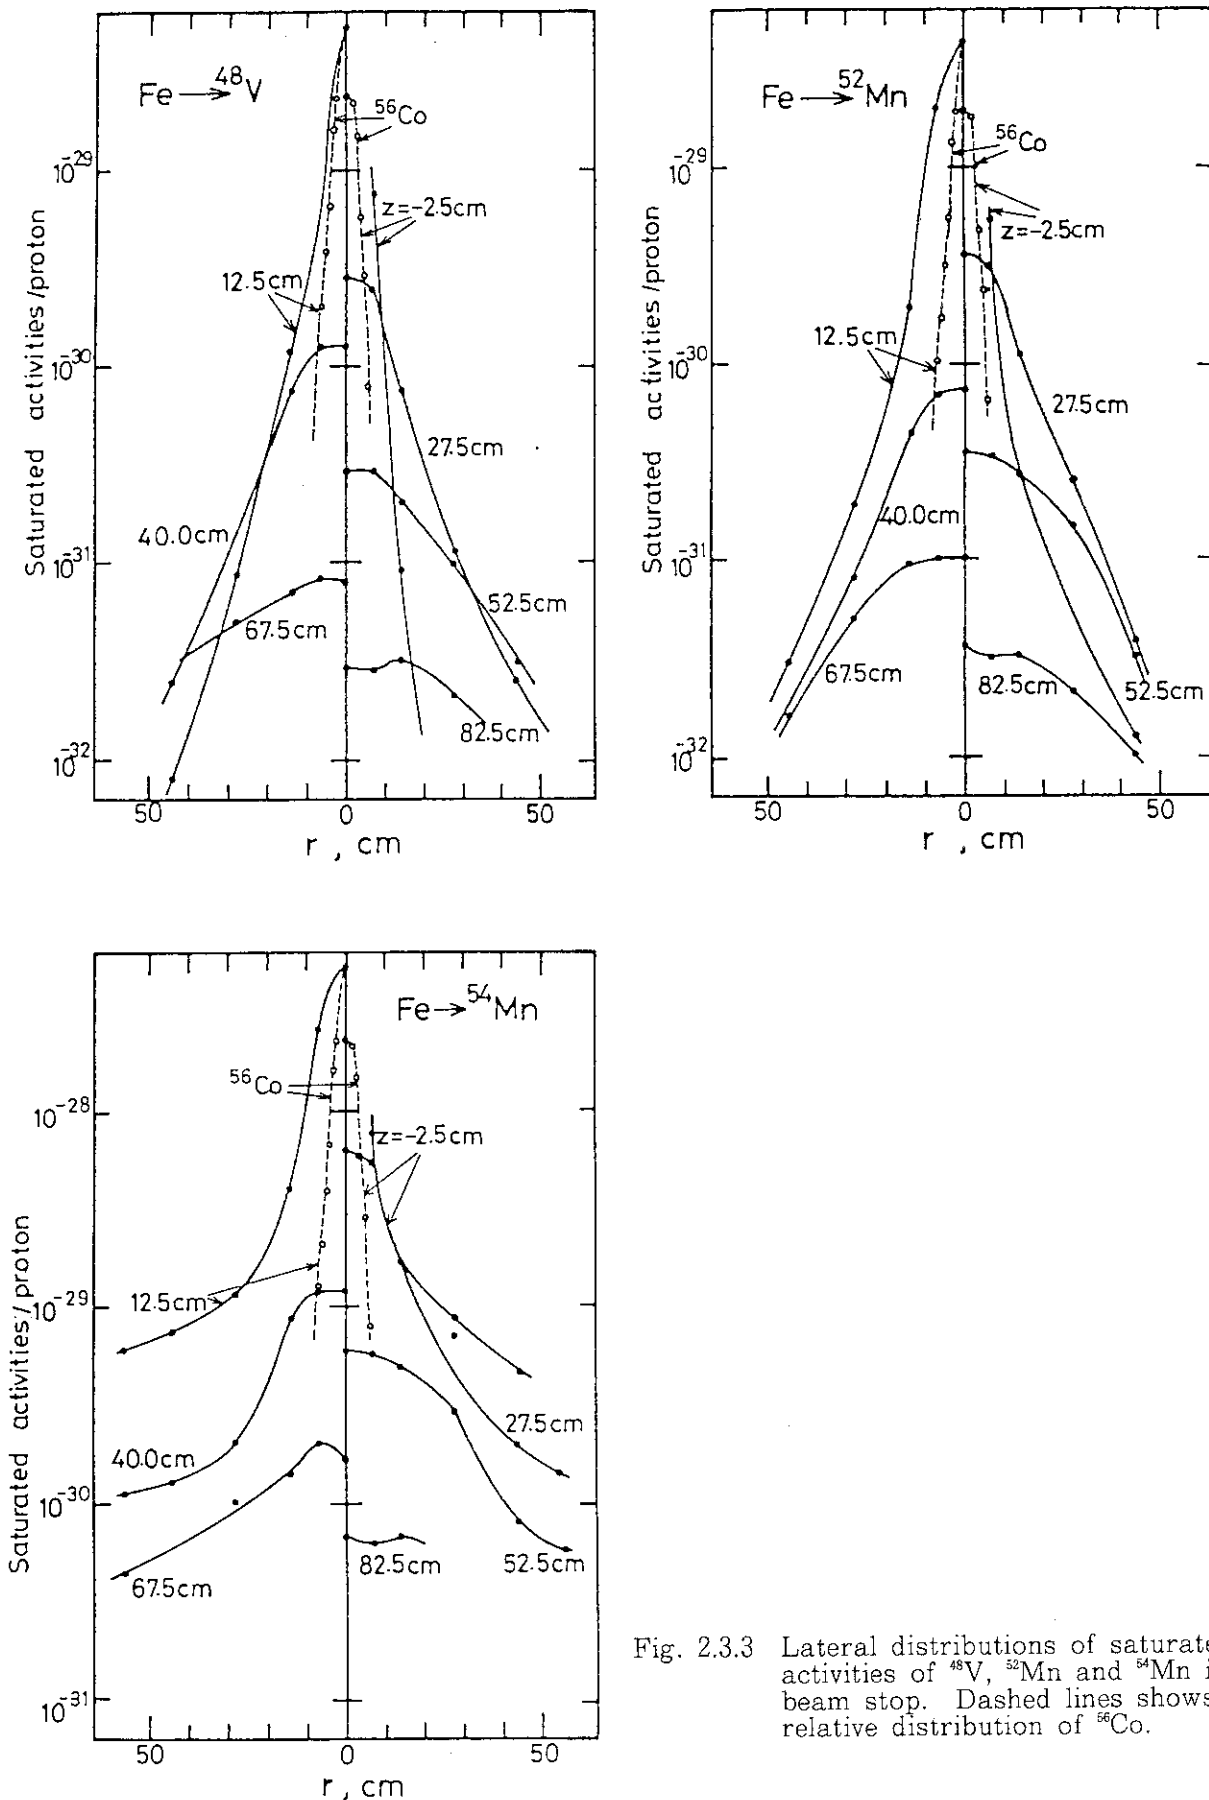 Fe → ⁴⁸V
⁵⁶Co
z=-2.5cm
12.5cm
27.5cm
40.0cm
52.5cm
67.5cm
82.5cm
Saturated activities/proton
10⁻²⁹
10⁻³⁰
10⁻³¹
10⁻³²
50 0 50
r , cm
Fe → ⁵²Mn
⁵⁶Co
z=-2.5cm
12.5cm
27.5cm
40.0cm
67.5cm
82.5cm
52.5cm
Saturated activities/proton
10⁻²⁹
10⁻³⁰
10⁻³¹
10⁻³²
50 0 50
r , cm
Fe → ⁵⁴Mn
⁵⁶Co
z=-2.5cm
12.5cm
27.5cm
40.0cm
82.5cm
52.5cm
67.5cm
Saturated activities/proton
10⁻²⁸
10⁻²⁹
10⁻³⁰
10⁻³¹
50 0 50
r , cm
Fig. 2.3.3 Lateral distributions of saturate
activities of ⁴⁸V, ⁵²Mn and ⁵⁴Mn i
beam stop. Dashed lines shows
relative distribution of ⁵⁶Co.